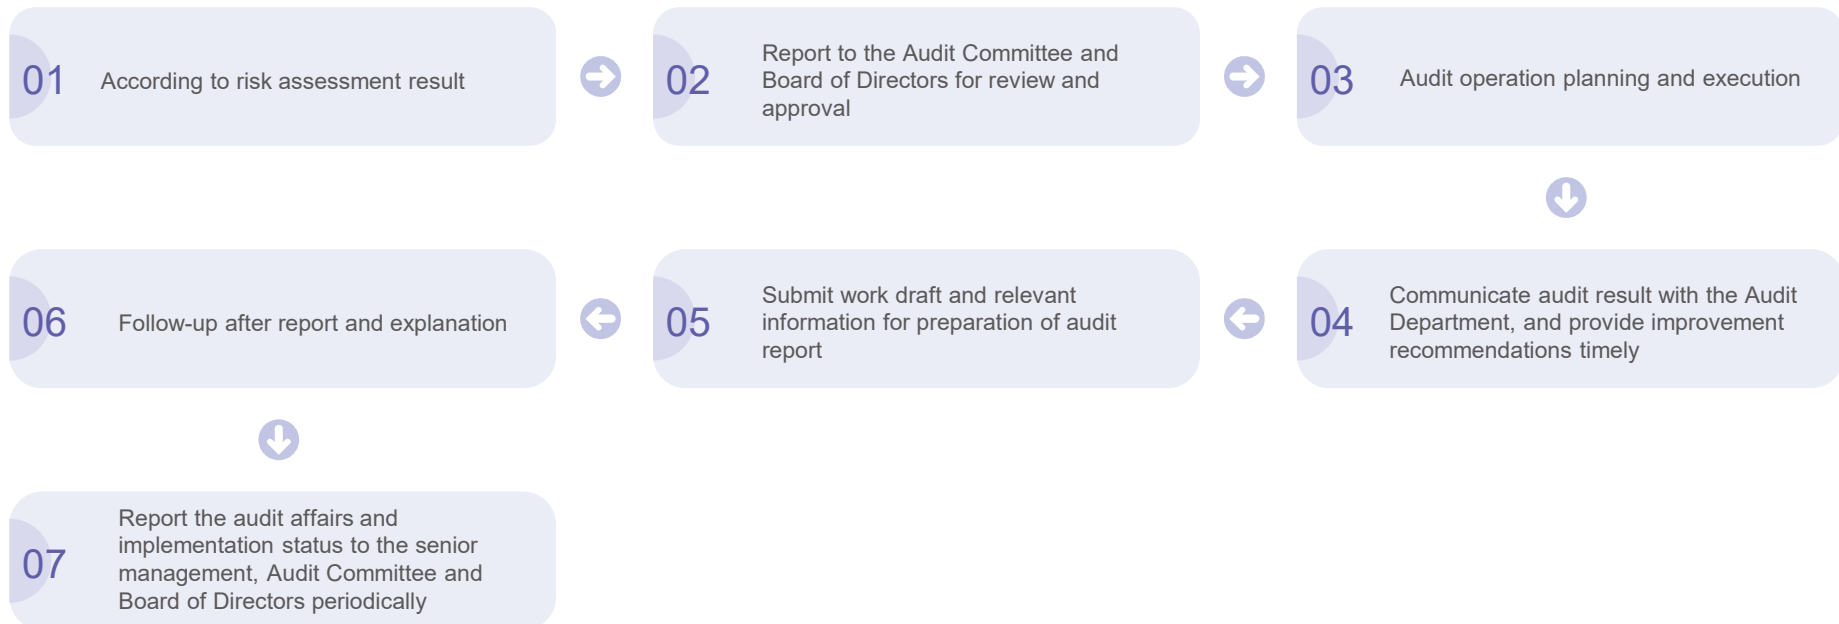 01
According to risk assessment result
02
Report to the Audit Committee and
Board of Directors for review and
approval
03
Audit operation planning and execution
04
Communicate audit result with the Audit
Department, and provide improvement
recommendations timely
05
Submit work draft and relevant
information for preparation of audit
report
06
Follow-up after report and explanation
07
Report the audit affairs and
implementation status to the senior
management, Audit Committee and
Board of Directors periodically